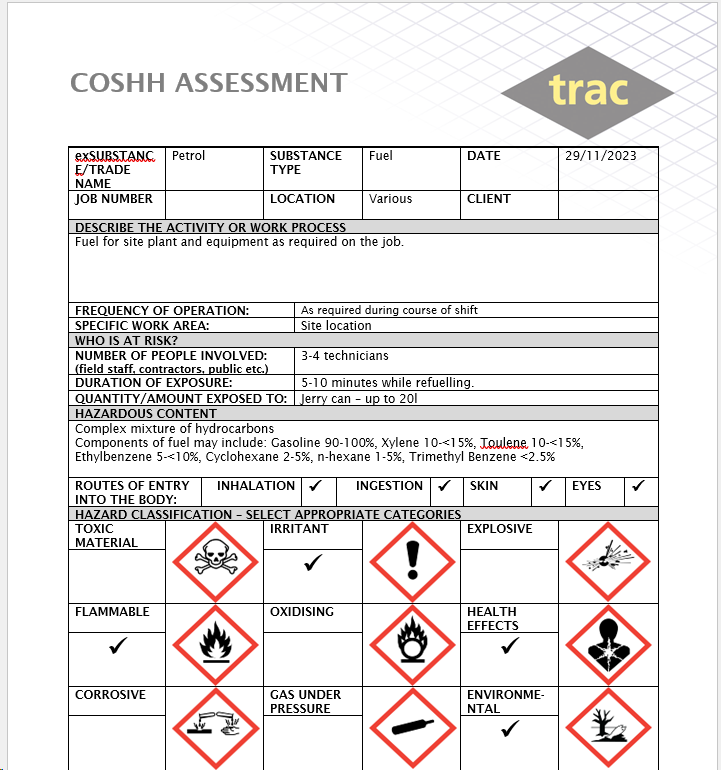 COSHH ASSESSMENT
trac
exSUBSTANC
E/TRADE
NAME
Petrol
SUBSTANCE
TYPE
Fuel
DATE
29/11/2023
JOB NUMBER
LOCATION
Various
CLIENT
DESCRIBE THE ACTIVITY OR WORK PROCESS
Fuel for site plant and equipment as required on the job.
FREQUENCY OF OPERATION:
As required during course of shift
SPECIFIC WORK AREA:
Site location
WHO IS AT RISK?
NUMBER OF PEOPLE INVOLVED:
(field staff, contractors, public etc.)
3-4 technicians
DURATION OF EXPOSURE:
5-10 minutes while refuelling.
QUANTITY/AMOUNT EXPOSED TO:
Jerry can – up to 20l
HAZARDOUS CONTENT
Complex mixture of hydrocarbons
Components of fuel may include: Gasoline 90-100%, Xylene 10-<15%, Toulene 10-<15%,
Ethylbenzene 5-<10%, Cyclohexane 2-5%, n-hexane 1-5%, Trimethyl Benzene <2.5%
ROUTES OF ENTRY
INTO THE BODY:
INHALATION ✓
INGESTION ✓
SKIN ✓
EYES ✓
HAZARD CLASSIFICATION – SELECT APPROPRIATE CATEGORIES
TOXIC
MATERIAL
IRRITANT
✓
EXPLOSIVE
FLAMMABLE
✓
OXIDISING
HEALTH
EFFECTS
✓
CORROSIVE
GAS UNDER
PRESSURE
ENVIRONME-
NTAL
✓